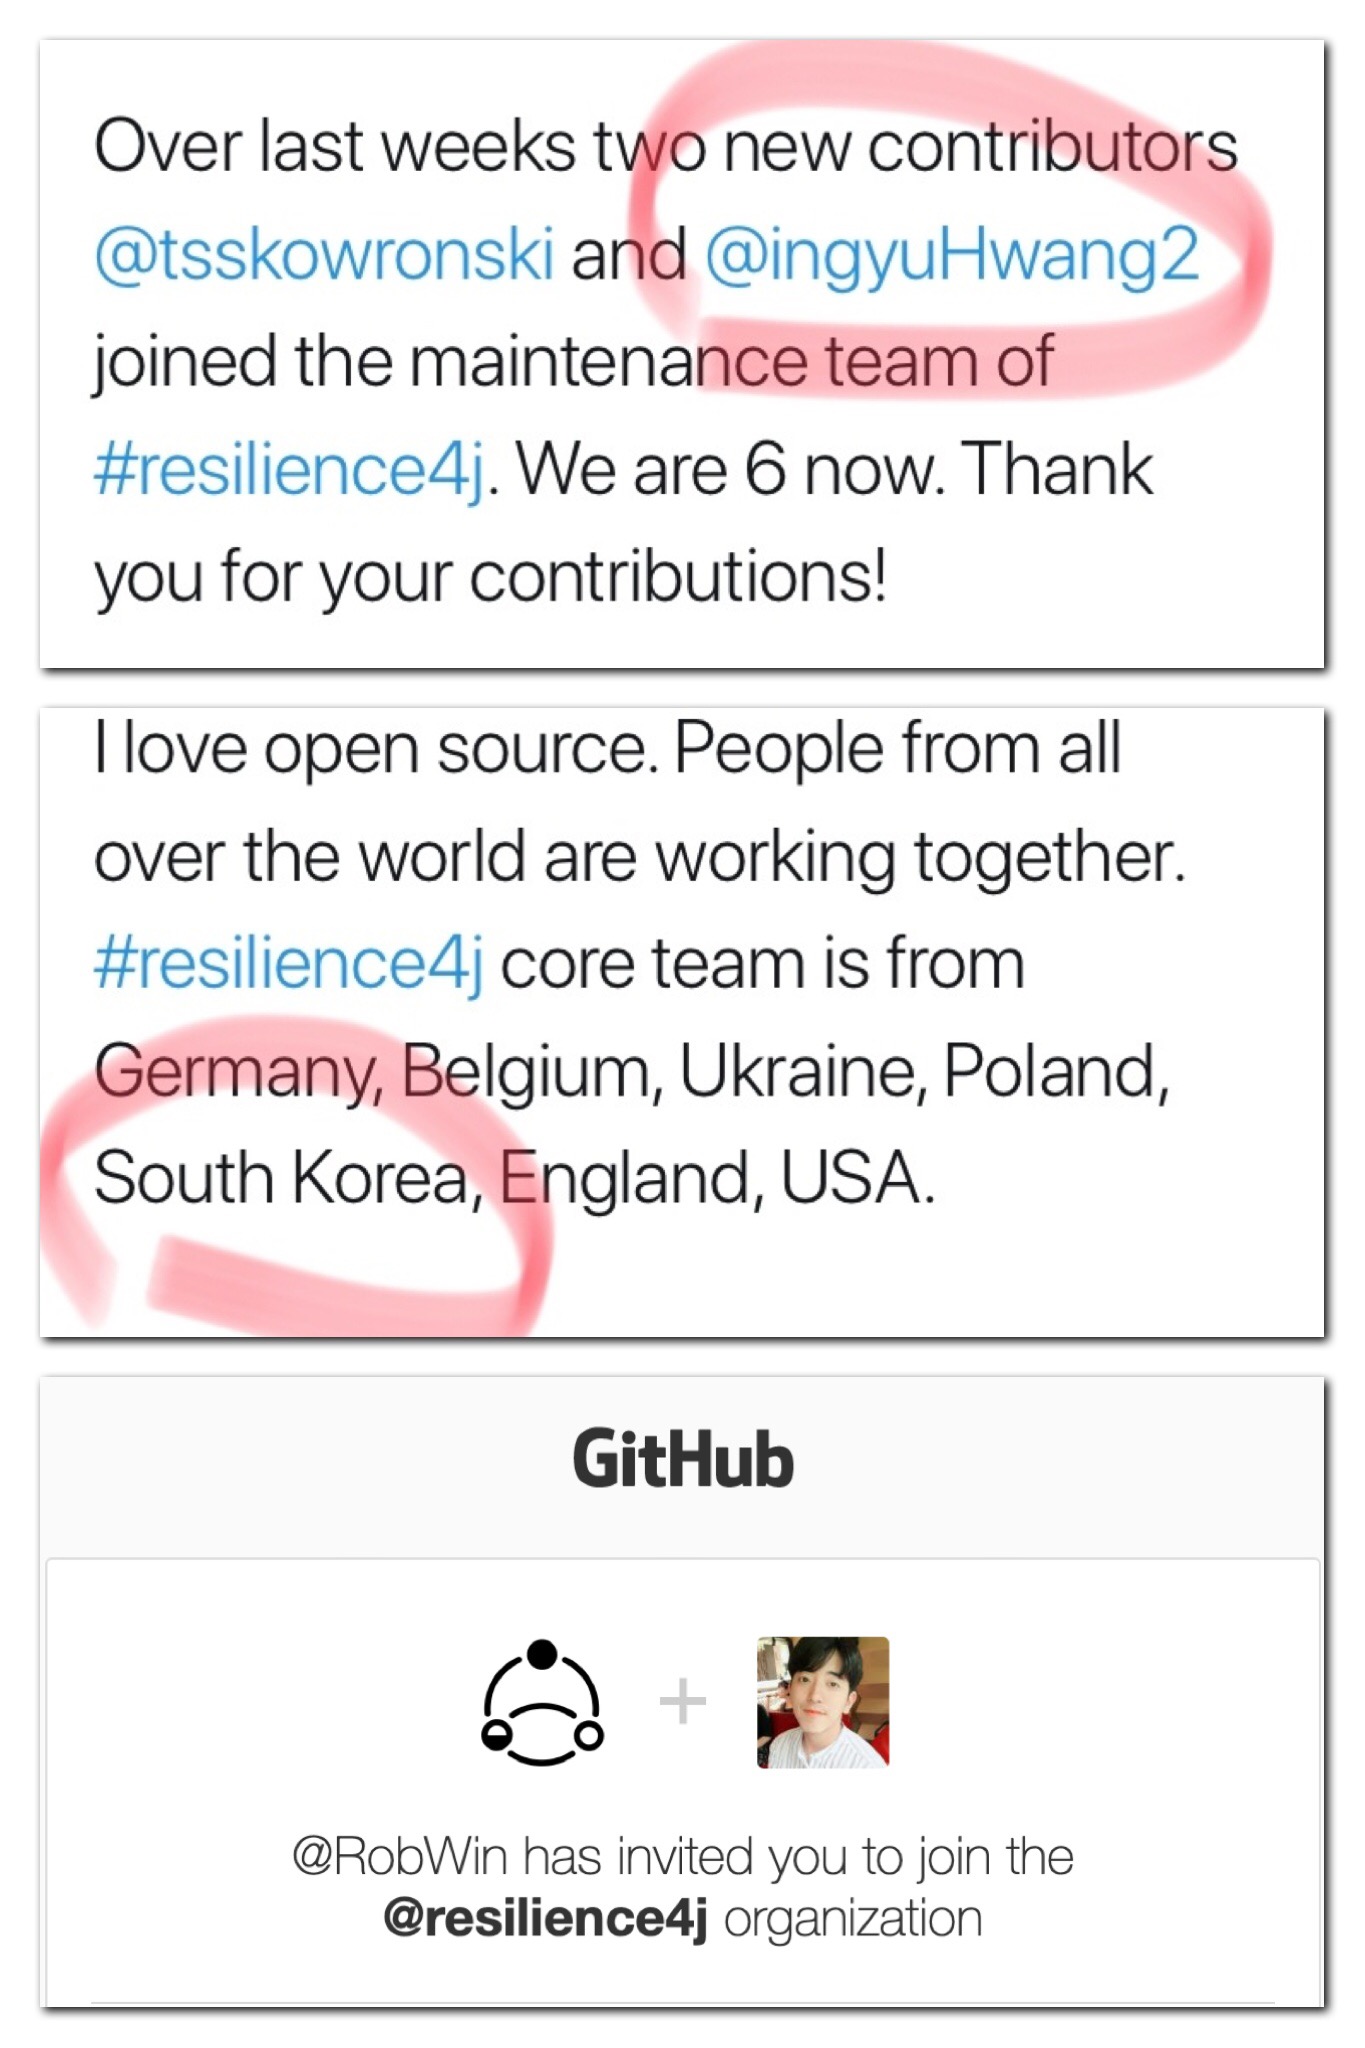 Over last weeks two new contributors
@tsskowronski and @ingyuHwang2
joined the maintenance team of
#resilience4j. We are 6 now. Thank
you for your contributions!
I love open source. People from all
over the world are working together.
#resilience4j core team is from
Germany, Belgium, Ukraine, Poland,
South Korea, England, USA.
GitHub
@RobWin has invited you to join the
@resilience4j organization